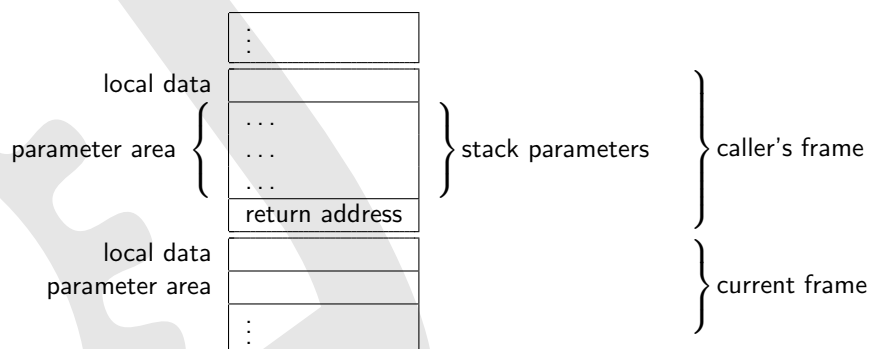 ⋮
local data
. . .
parameter area
. . .
stack parameters
caller's frame
. . .
return address
local data
parameter area
current frame
⋮